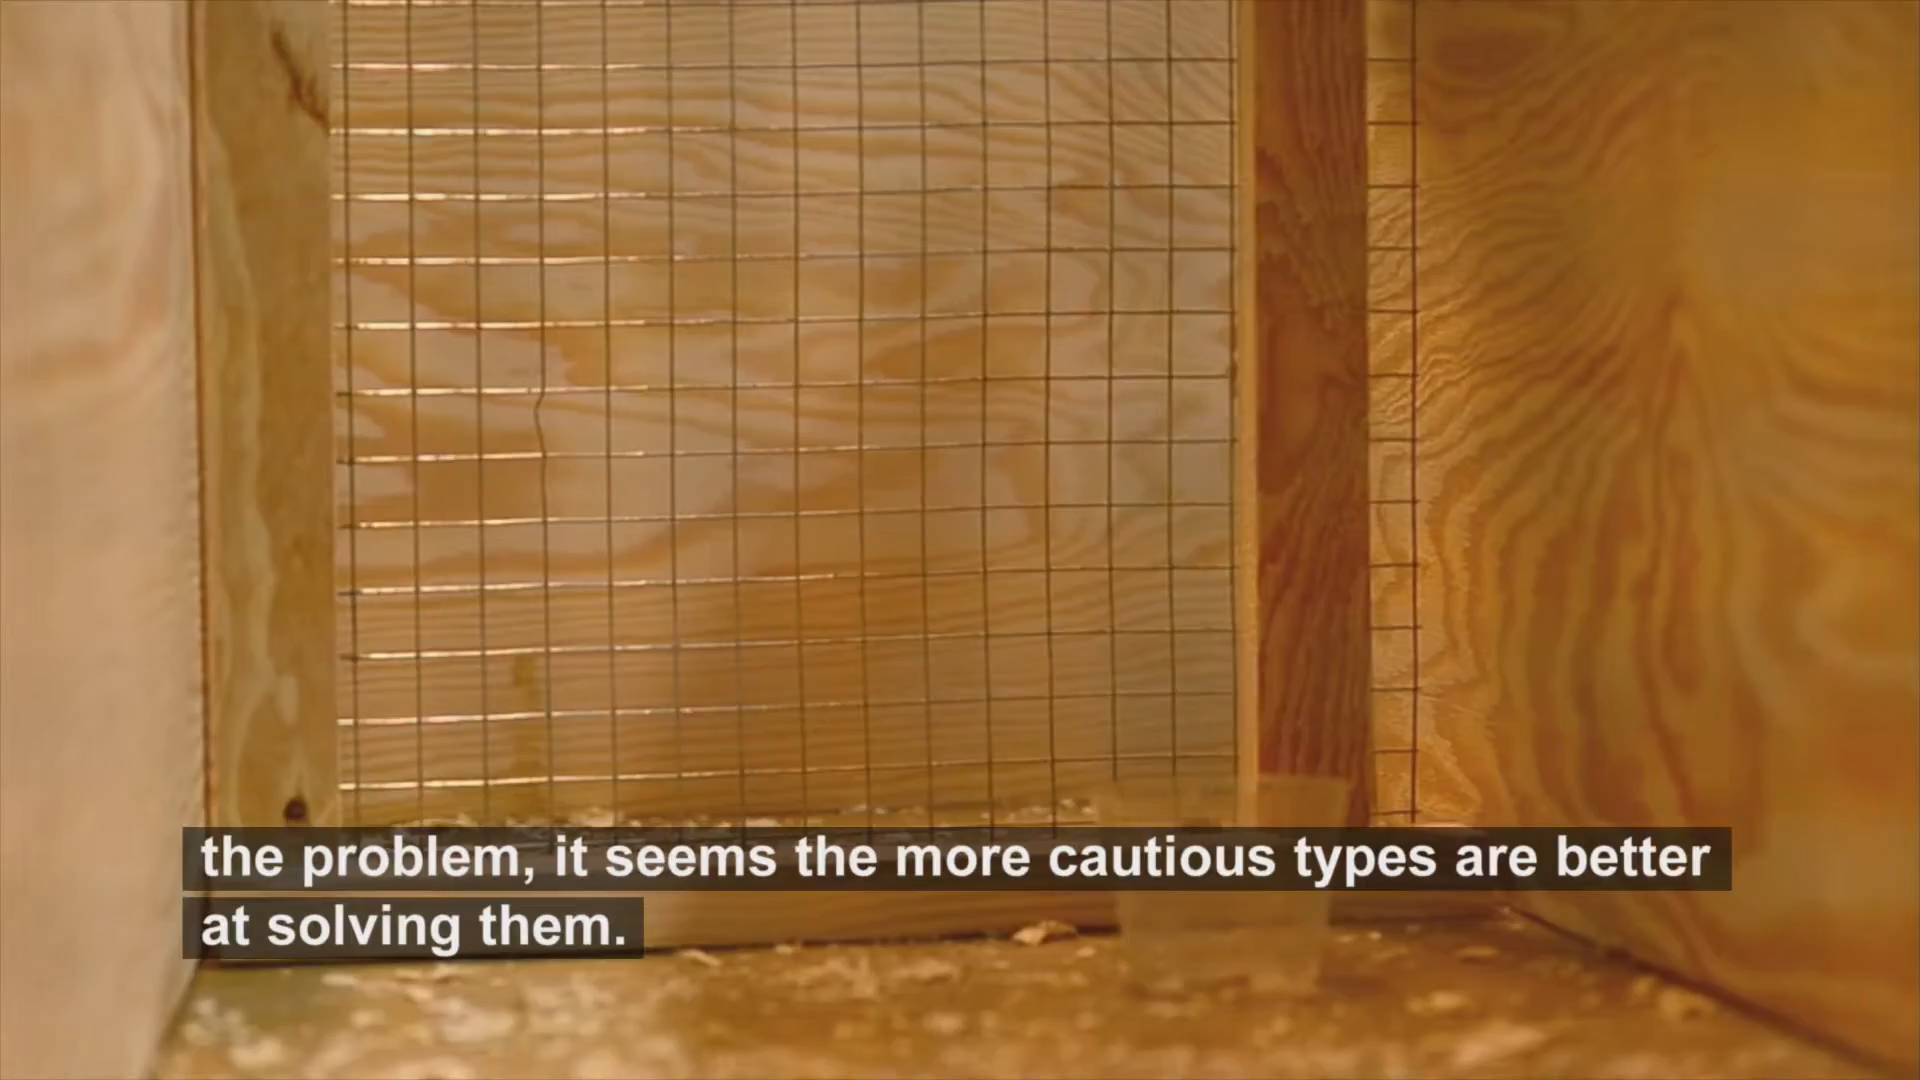 the problem, it seems the more cautious types are better
at solving them.